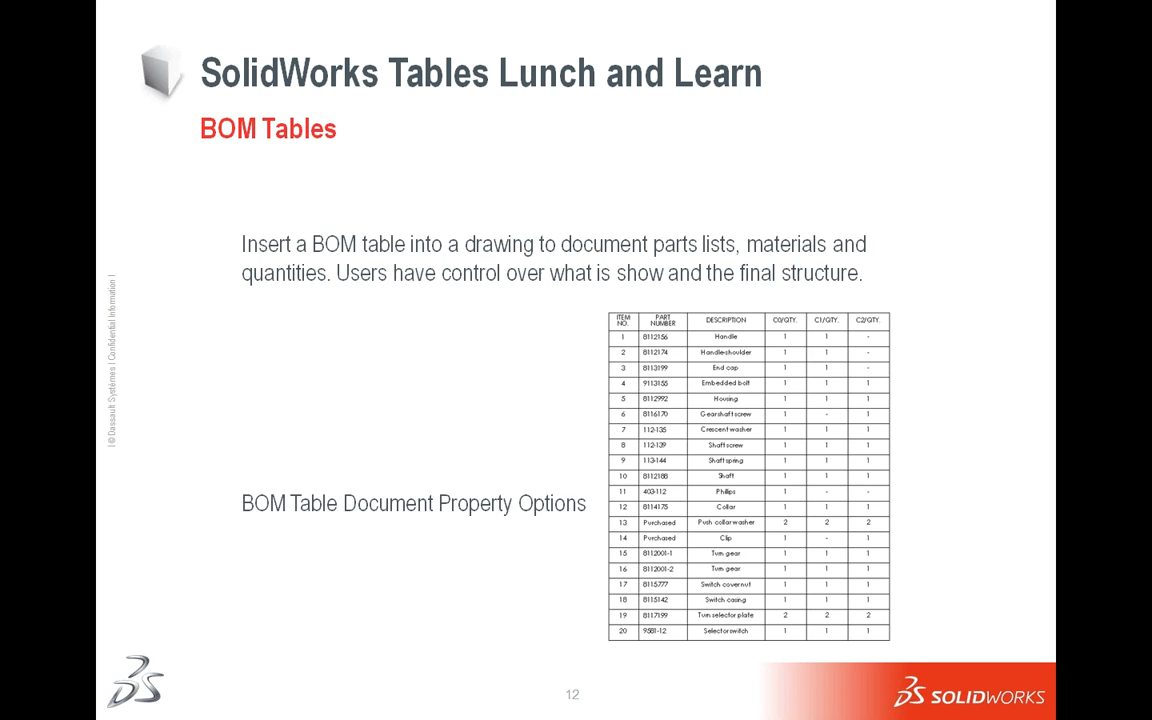 SolidWorks Tables Lunch and Learn
BOM Tables
Insert a BOM table into a drawing to document parts lists, materials and
quantities. Users have control over what is show and the final structure.
BOM Table Document Property Options
ITEM NO. PART NUMBER DESCRIPTION C0/QTY. C1/QTY. C2/QTY.
1 8112156 Handle 1 1 -
2 8112174 Handle-shoulder 1 1 -
3 8113199 End cap 1 1 -
4 9113155 Embedded bolt 1 1 1
5 8112992 Housing 1 1 1
6 8116170 Gearshaft screw 1 - 1
7 112-135 Crescent washer 1 1 1
8 112-139 Shaft screw 1 1 1
9 113-144 Shaft spring 1 1 1
10 8112188 Shaft 1 1 1
11 403-112 Phillips 1 - -
12 8114175 Collar 1 1 1
13 Purchased Push collar washer 2 2 2
14 Purchased Clip 1 - 1
15 8112001-1 Turn gear 1 1 1
16 8112001-2 Turn gear 1 1 1
17 8115777 Switch cover nut 1 1 1
18 8115142 Switch casing 1 1 1
19 8117199 Turn selector plate 2 2 2
20 9581-12 Selector switch 1 1 1
I © Dassault Systèmes I Confidential Information I
12
SOLIDWORKS